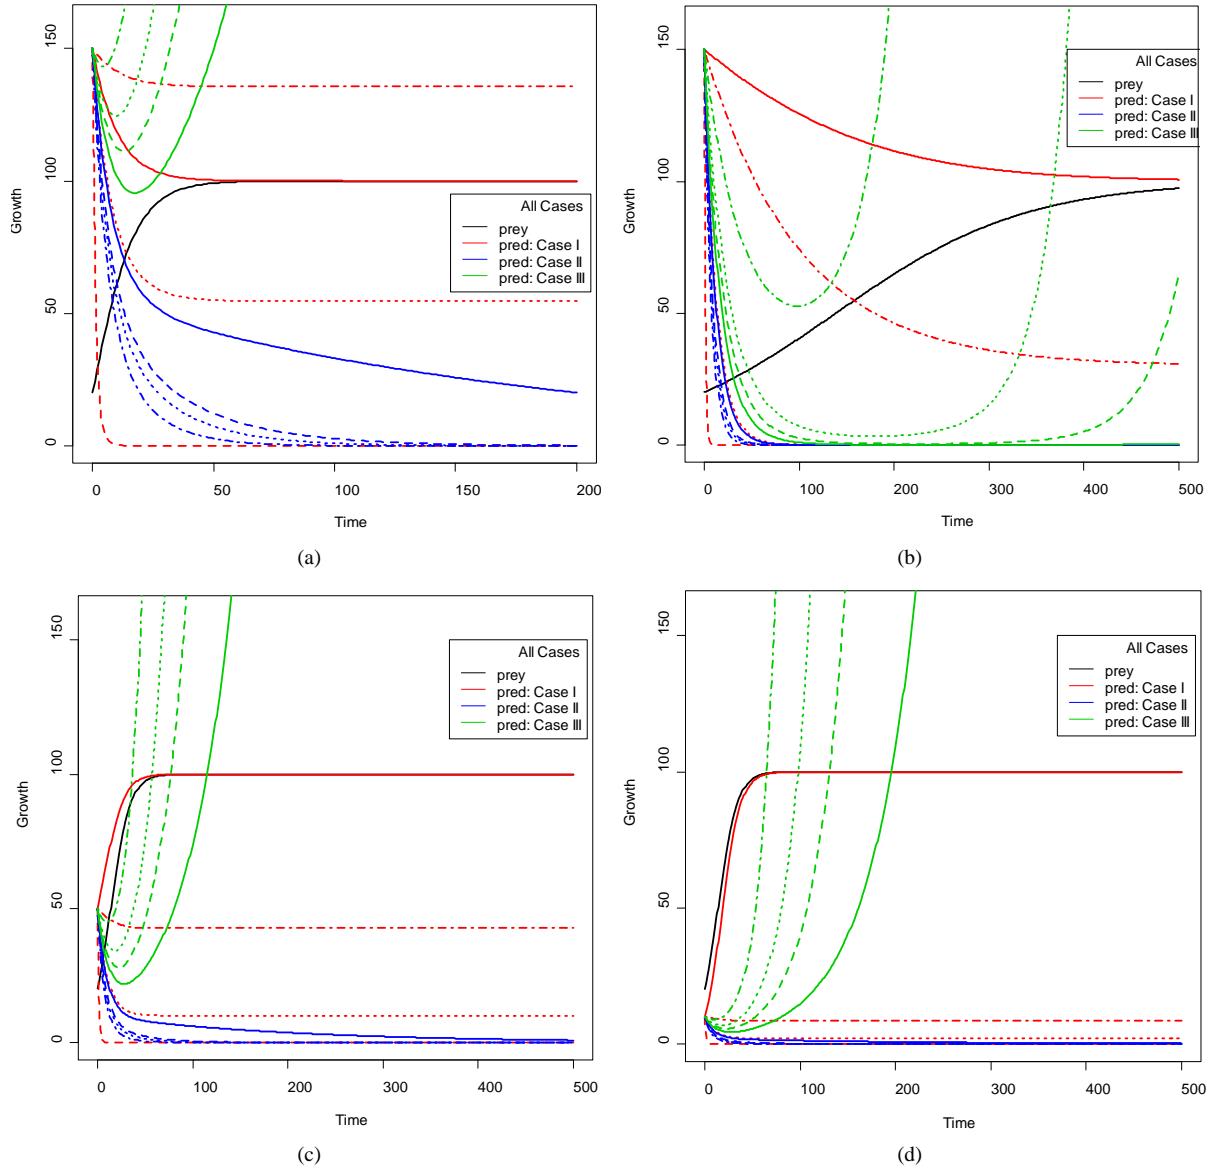 150
100
50
0
Growth
All Cases
prey
pred: Case I
pred: Case II
pred: Case III
0 50 100 150 200
Time
(a)
150
100
50
0
Growth
All Cases
prey
pred: Case I
pred: Case II
pred: Case III
0 100 200 300 400 500
Time
(b)
150
100
50
0
Growth
All Cases
prey
pred: Case I
pred: Case II
pred: Case III
0 100 200 300 400 500
Time
(c)
150
100
50
0
Growth
All Cases
prey
pred: Case I
pred: Case II
pred: Case III
0 100 200 300 400 500
Time
(d)